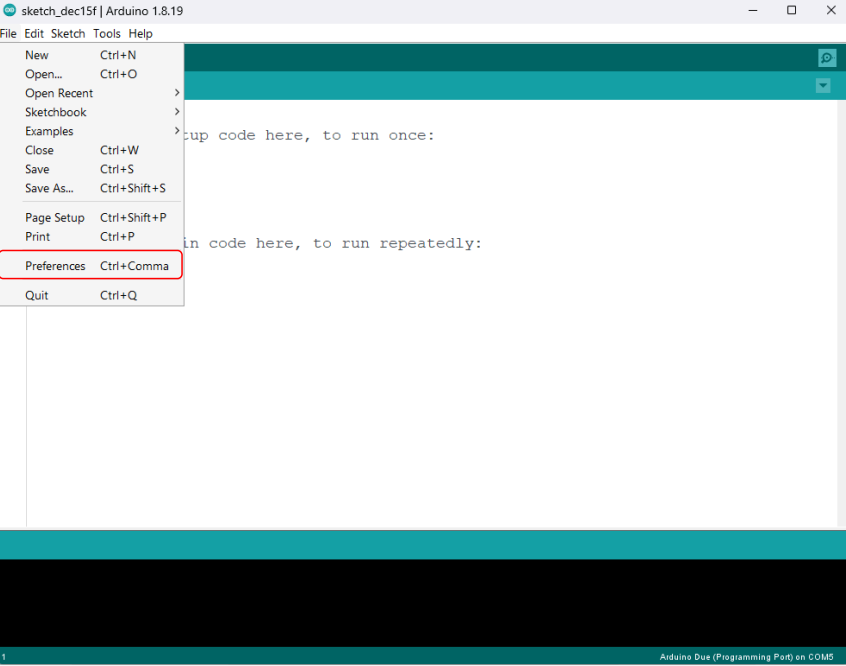 sketch_dec15f | Arduino 1.8.19
File Edit Sketch Tools Help
New Ctrl+N
Open... Ctrl+O
Open Recent
Sketchbook
Examples
Close Ctrl+W
Save Ctrl+S
Save As... Ctrl+Shift+S
Page Setup Ctrl+Shift+P
Print Ctrl+P
Preferences Ctrl+Comma
Quit Ctrl+Q
tup code here, to run once:
in code here, to run repeatedly:
1
Arduino Due (Programming Port) on COM5